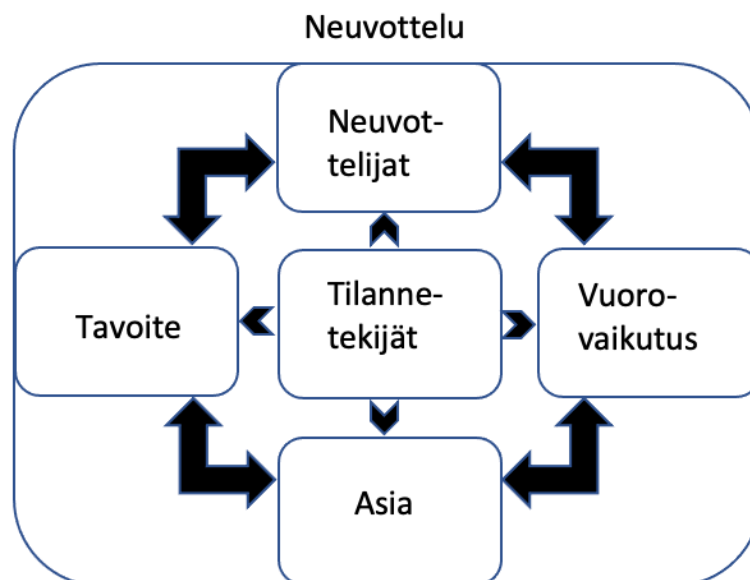 Neuvottelu
Neuvot-
telijat
Tavoite
Tilanne-
tekijät
Vuoro-
vaikutus
Asia